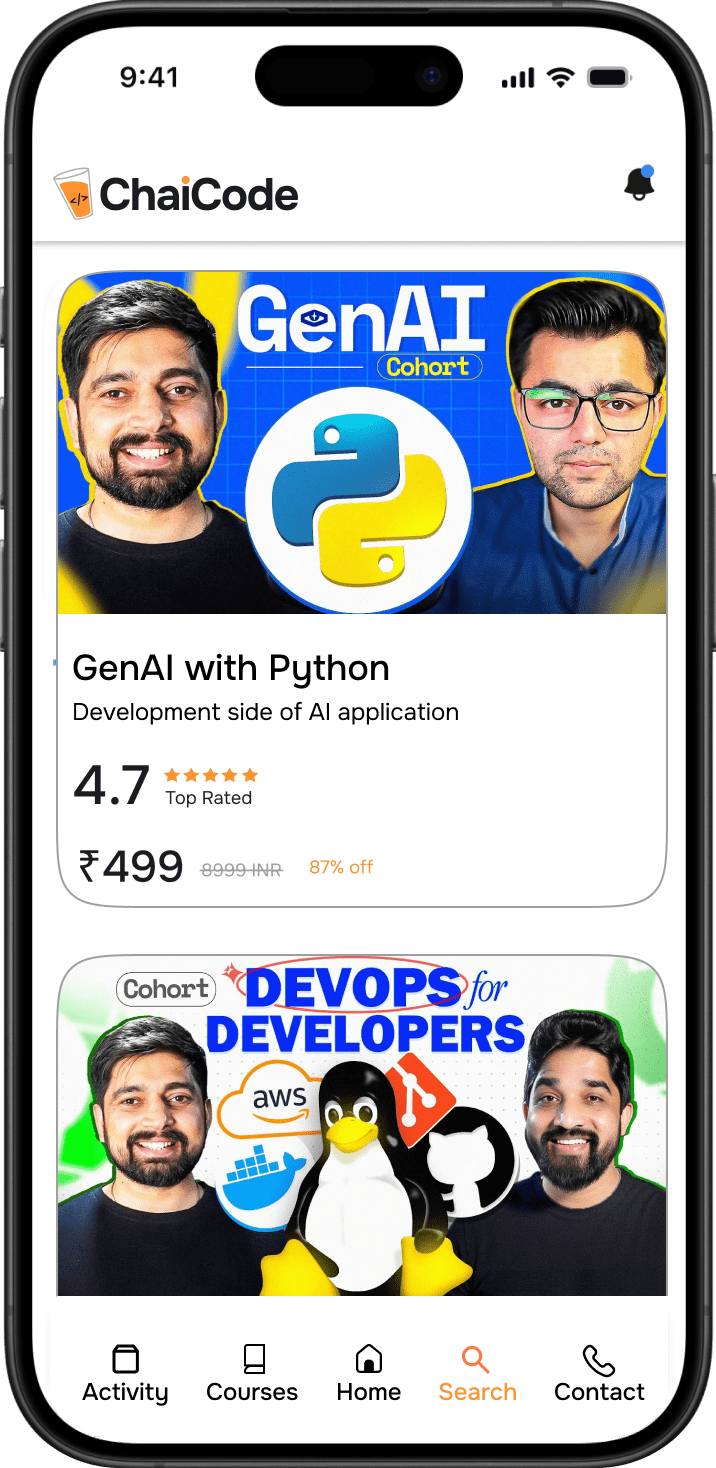 9:41
</>
ChaiCode
GenAI
Cohort
GenAI with Python
Development side of AI application
4.7
Top Rated
₹499 8999 INR 87% off
Cohort
DEVOPS for
DEVELOPERS
aws
Activity Courses Home Search Contact